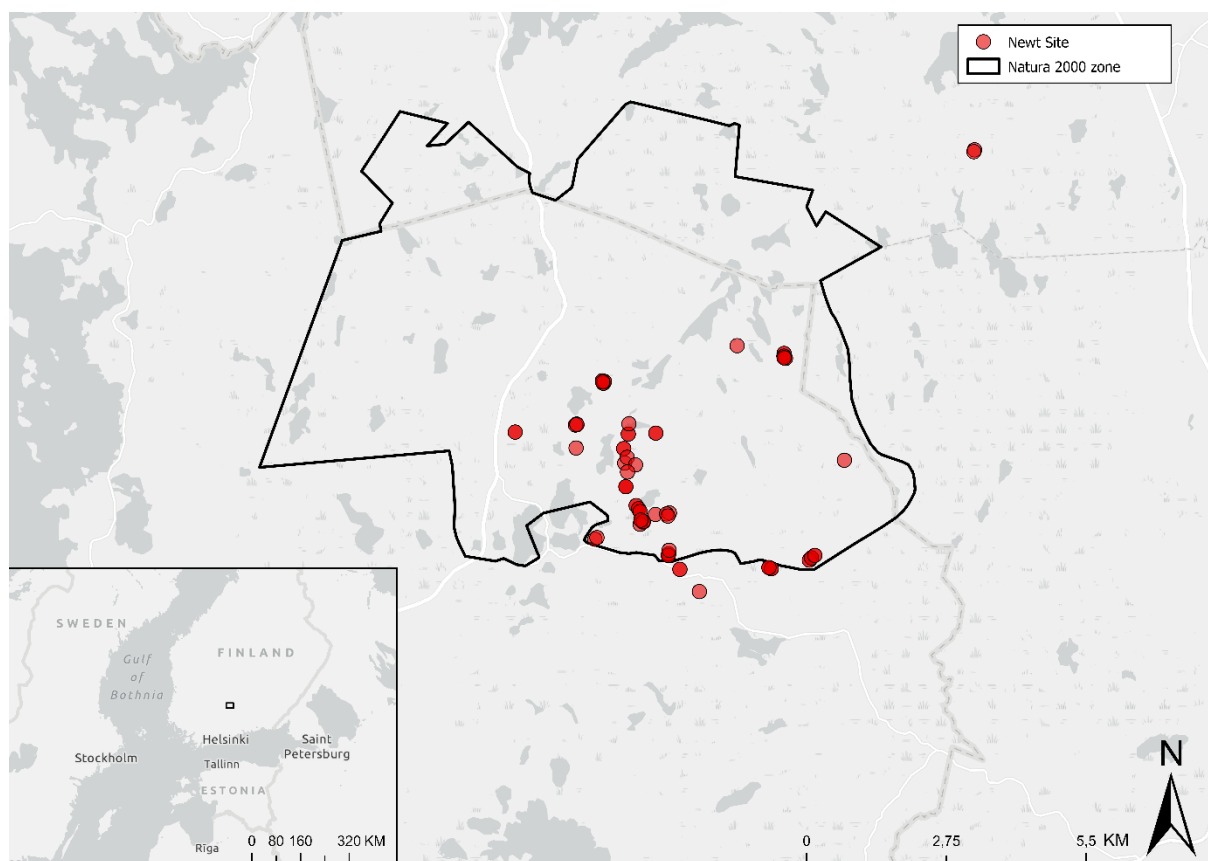 Newt Site
Natura 2000 zone
SWEDEN
FINLAND
Gulf
of
Bothnia
Helsinki
Saint
Petersburg
Stockholm
Tallinn
ESTONIA
Rīga
0 80 160 320 KM
N
0 2,75 5,5 KM